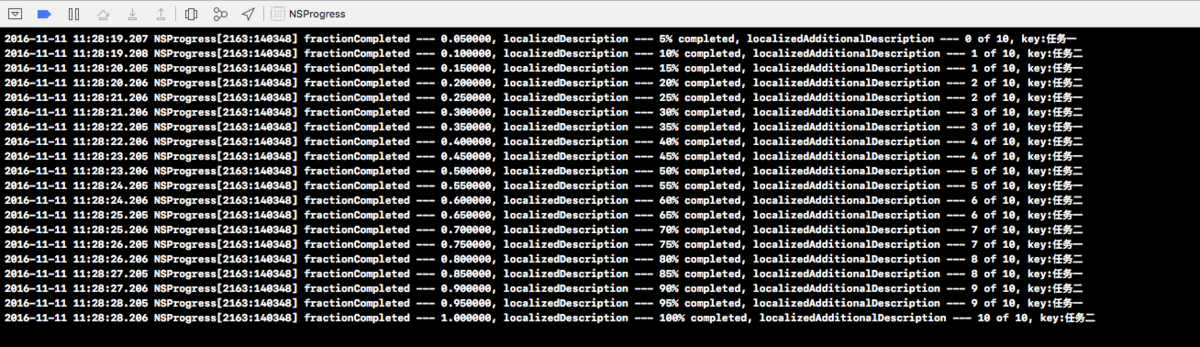 NSProgress
2016-11-11 11:28:19.207 NSProgress[2163:140348] fractionCompleted --- 0.050000, localizedDescription --- 5% completed, localizedAdditionalDescription --- 0 of 10, key:任务一
2016-11-11 11:28:19.208 NSProgress[2163:140348] fractionCompleted --- 0.100000, localizedDescription --- 10% completed, localizedAdditionalDescription --- 1 of 10, key:任务二
2016-11-11 11:28:20.205 NSProgress[2163:140348] fractionCompleted --- 0.150000, localizedDescription --- 15% completed, localizedAdditionalDescription --- 1 of 10, key:任务一
2016-11-11 11:28:20.206 NSProgress[2163:140348] fractionCompleted --- 0.200000, localizedDescription --- 20% completed, localizedAdditionalDescription --- 2 of 10, key:任务二
2016-11-11 11:28:21.206 NSProgress[2163:140348] fractionCompleted --- 0.250000, localizedDescription --- 25% completed, localizedAdditionalDescription --- 2 of 10, key:任务一
2016-11-11 11:28:21.206 NSProgress[2163:140348] fractionCompleted --- 0.300000, localizedDescription --- 30% completed, localizedAdditionalDescription --- 3 of 10, key:任务二
2016-11-11 11:28:22.205 NSProgress[2163:140348] fractionCompleted --- 0.350000, localizedDescription --- 35% completed, localizedAdditionalDescription --- 3 of 10, key:任务一
2016-11-11 11:28:22.206 NSProgress[2163:140348] fractionCompleted --- 0.400000, localizedDescription --- 40% completed, localizedAdditionalDescription --- 4 of 10, key:任务二
2016-11-11 11:28:23.205 NSProgress[2163:140348] fractionCompleted --- 0.450000, localizedDescription --- 45% completed, localizedAdditionalDescription --- 4 of 10, key:任务一
2016-11-11 11:28:23.206 NSProgress[2163:140348] fractionCompleted --- 0.500000, localizedDescription --- 50% completed, localizedAdditionalDescription --- 5 of 10, key:任务二
2016-11-11 11:28:24.205 NSProgress[2163:140348] fractionCompleted --- 0.550000, localizedDescription --- 55% completed, localizedAdditionalDescription --- 5 of 10, key:任务一
2016-11-11 11:28:24.206 NSProgress[2163:140348] fractionCompleted --- 0.600000, localizedDescription --- 60% completed, localizedAdditionalDescription --- 6 of 10, key:任务二
2016-11-11 11:28:25.205 NSProgress[2163:140348] fractionCompleted --- 0.650000, localizedDescription --- 65% completed, localizedAdditionalDescription --- 6 of 10, key:任务一
2016-11-11 11:28:25.206 NSProgress[2163:140348] fractionCompleted --- 0.700000, localizedDescription --- 70% completed, localizedAdditionalDescription --- 7 of 10, key:任务二
2016-11-11 11:28:26.205 NSProgress[2163:140348] fractionCompleted --- 0.750000, localizedDescription --- 75% completed, localizedAdditionalDescription --- 7 of 10, key:任务一
2016-11-11 11:28:26.206 NSProgress[2163:140348] fractionCompleted --- 0.800000, localizedDescription --- 80% completed, localizedAdditionalDescription --- 8 of 10, key:任务二
2016-11-11 11:28:27.205 NSProgress[2163:140348] fractionCompleted --- 0.850000, localizedDescription --- 85% completed, localizedAdditionalDescription --- 8 of 10, key:任务一
2016-11-11 11:28:27.206 NSProgress[2163:140348] fractionCompleted --- 0.900000, localizedDescription --- 90% completed, localizedAdditionalDescription --- 9 of 10, key:任务二
2016-11-11 11:28:28.205 NSProgress[2163:140348] fractionCompleted --- 0.950000, localizedDescription --- 95% completed, localizedAdditionalDescription --- 9 of 10, key:任务一
2016-11-11 11:28:28.206 NSProgress[2163:140348] fractionCompleted --- 1.000000, localizedDescription --- 100% completed, localizedAdditionalDescription --- 10 of 10, key:任务二